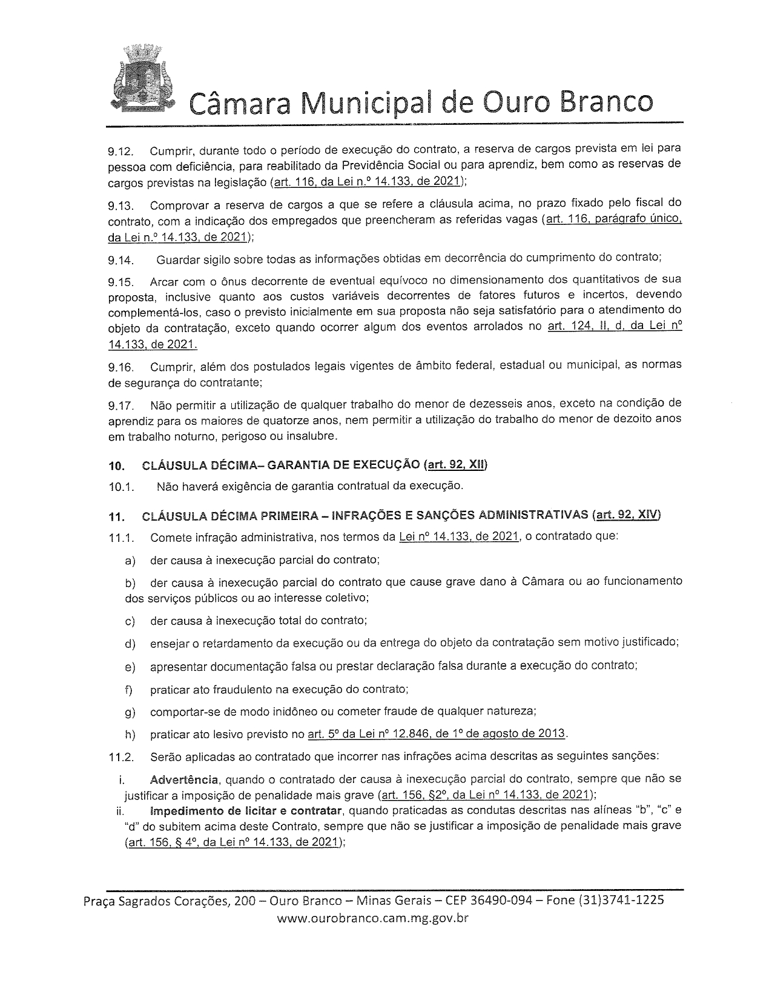 Câmara Municipal de Ouro Branco
9.12. Cumprir, durante todo o período de execução do contrato, a reserva de cargos prevista em lei para
pessoa com deficiência, para reabilitado da Previdência Social ou para aprendiz, bem como as reservas de
cargos previstas na legislação (art. 116, da Lei n.º 14.133, de 2021);
9.13. Comprovar a reserva de cargos a que se refere a cláusula acima, no prazo fixado pelo fiscal do
contrato, com a indicação dos empregados que preencheram as referidas vagas (art. 116, parágrafo único,
da Lei n.º 14.133, de 2021);
9.14. Guardar sigilo sobre todas as informações obtidas em decorrência do cumprimento do contrato;
9.15. Arcar com o ônus decorrente de eventual equívoco no dimensionamento dos quantitativos de sua
proposta, inclusive quanto aos custos variáveis decorrentes de fatores futuros e incertos, devendo
complementá-los, caso o previsto inicialmente em sua proposta não seja satisfatório para o atendimento do
objeto da contratação, exceto quando ocorrer algum dos eventos arrolados no art. 124, II, d, da Lei nº
14.133, de 2021.
9.16. Cumprir, além dos postulados legais vigentes de âmbito federal, estadual ou municipal, as normas
de segurança do contratante;
9.17. Não permitir a utilização de qualquer trabalho do menor de dezesseis anos, exceto na condição de
aprendiz para os maiores de quatorze anos, nem permitir a utilização do trabalho do menor de dezoito anos
em trabalho noturno, perigoso ou insalubre.
10. CLÁUSULA DÉCIMA– GARANTIA DE EXECUÇÃO (art. 92, XII)
10.1. Não haverá exigência de garantia contratual da execução.
11. CLÁUSULA DÉCIMA PRIMEIRA – INFRAÇÕES E SANÇÕES ADMINISTRATIVAS (art. 92, XIV)
11.1. Comete infração administrativa, nos termos da Lei nº 14.133, de 2021, o contratado que:
a) der causa à inexecução parcial do contrato;
b) der causa à inexecução parcial do contrato que cause grave dano à Câmara ou ao funcionamento
dos serviços públicos ou ao interesse coletivo;
c) der causa à inexecução total do contrato;
d) ensejar o retardamento da execução ou da entrega do objeto da contratação sem motivo justificado;
e) apresentar documentação falsa ou prestar declaração falsa durante a execução do contrato;
f) praticar ato fraudulento na execução do contrato;
g) comportar-se de modo inidôneo ou cometer fraude de qualquer natureza;
h) praticar ato lesivo previsto no art. 5º da Lei nº 12.846, de 1º de agosto de 2013.
11.2. Serão aplicadas ao contratado que incorrer nas infrações acima descritas as seguintes sanções:
i. Advertência, quando o contratado der causa à inexecução parcial do contrato, sempre que não se
justificar a imposição de penalidade mais grave (art. 156, §2º, da Lei nº 14.133, de 2021);
ii. Impedimento de licitar e contratar, quando praticadas as condutas descritas nas alíneas “b”, “c” e
“d” do subitem acima deste Contrato, sempre que não se justificar a imposição de penalidade mais grave
(art. 156, § 4º, da Lei nº 14.133, de 2021);
Praça Sagrados Corações, 200 – Ouro Branco – Minas Gerais – CEP 36490-094 – Fone (31)3741-1225
www.ourobranco.cam.mg.gov.br